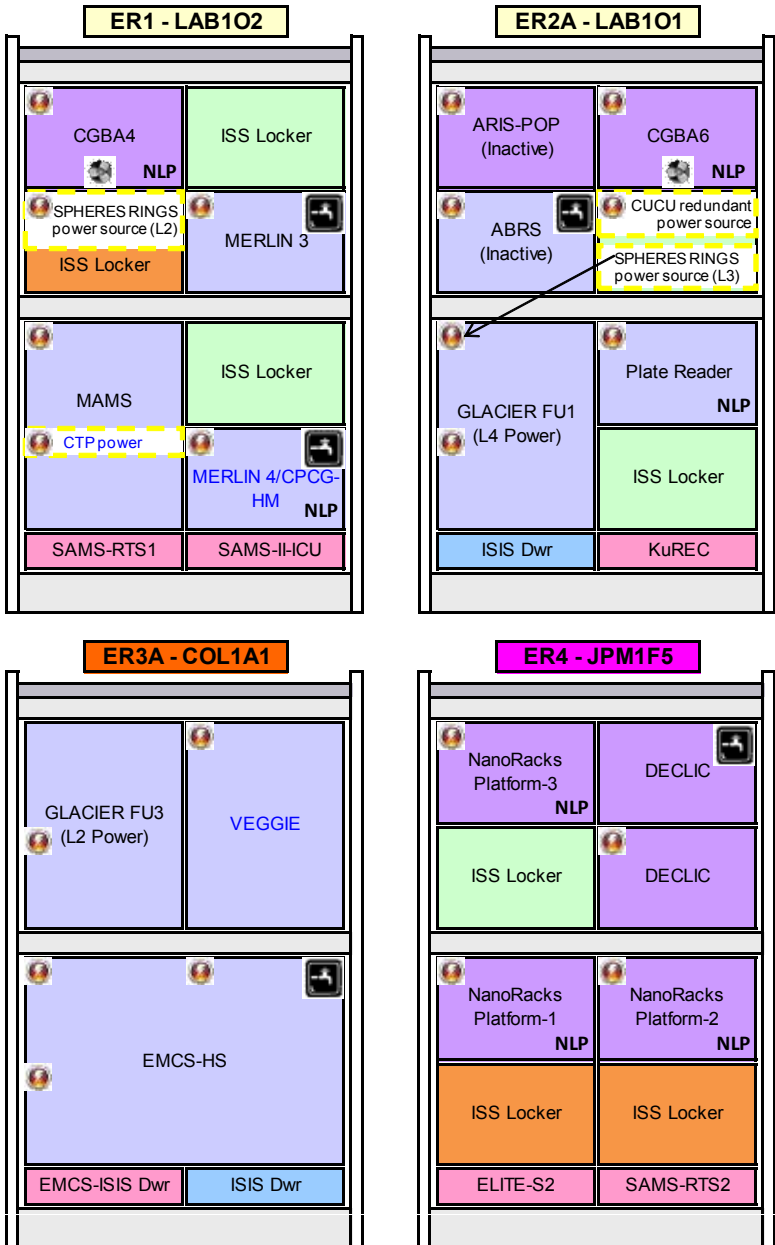 ER1 - LAB1O2
CGBA4
NLP
ISS Locker
SPHERES RINGS
power source (L2)
ISS Locker
MERLIN 3
MAMS
CTP power
ISS Locker
MERLIN 4/CPCG-
HM
NLP
SAMS-RTS1
SAMS-II-ICU
ER2A - LAB1O1
ARIS-POP
(Inactive)
CGBA6
NLP
ABRS
(Inactive)
CUCU redundant
power source
SPHERES RINGS
power source (L3)
GLACIER FU1
(L4 Power)
Plate Reader
NLP
ISS Locker
ISIS Dwr
KuREC
ER3A - COL1A1
GLACIER FU3
(L2 Power)
VEGGIE
EMCS-HS
EMCS-ISIS Dwr
ISIS Dwr
ER4 - JPM1F5
NanoRacks
Platform-3
NLP
DECLIC
ISS Locker
DECLIC
NanoRacks
Platform-1
NLP
NanoRacks
Platform-2
NLP
ISS Locker
ISS Locker
ELITE-S2
SAMS-RTS2